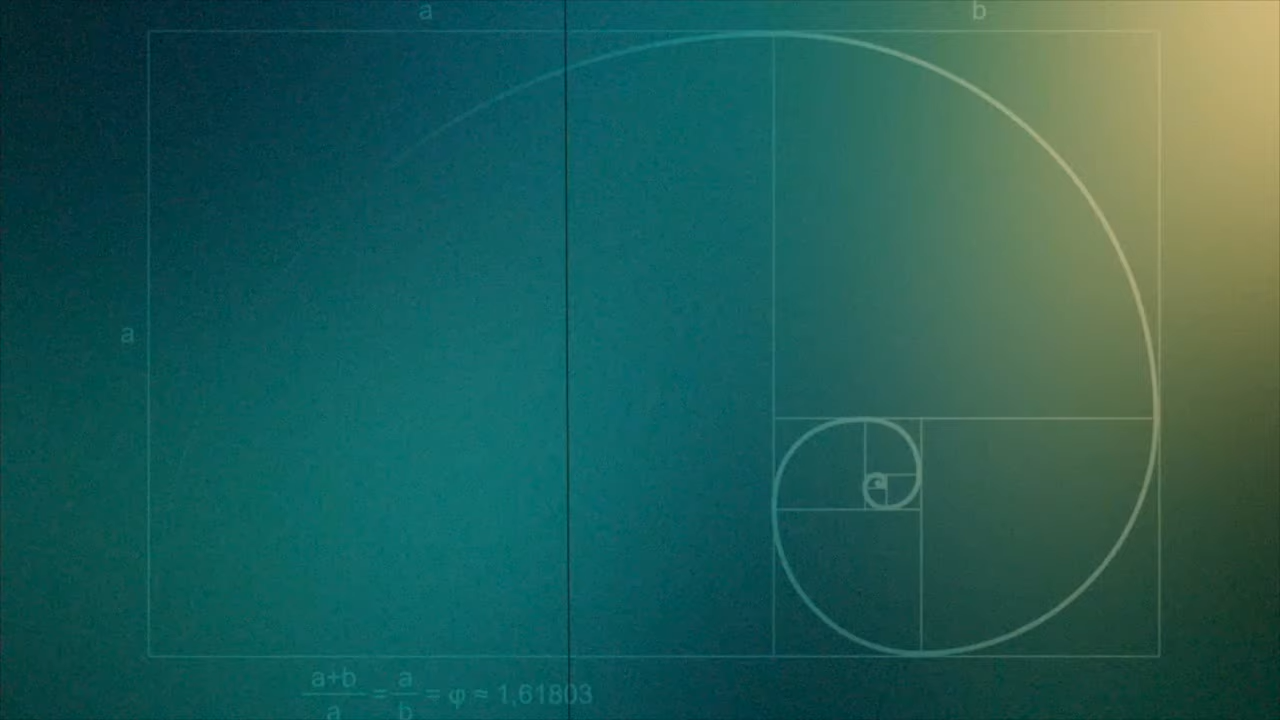 a b
a
a+b/a = a/b = φ ≈ 1,61803